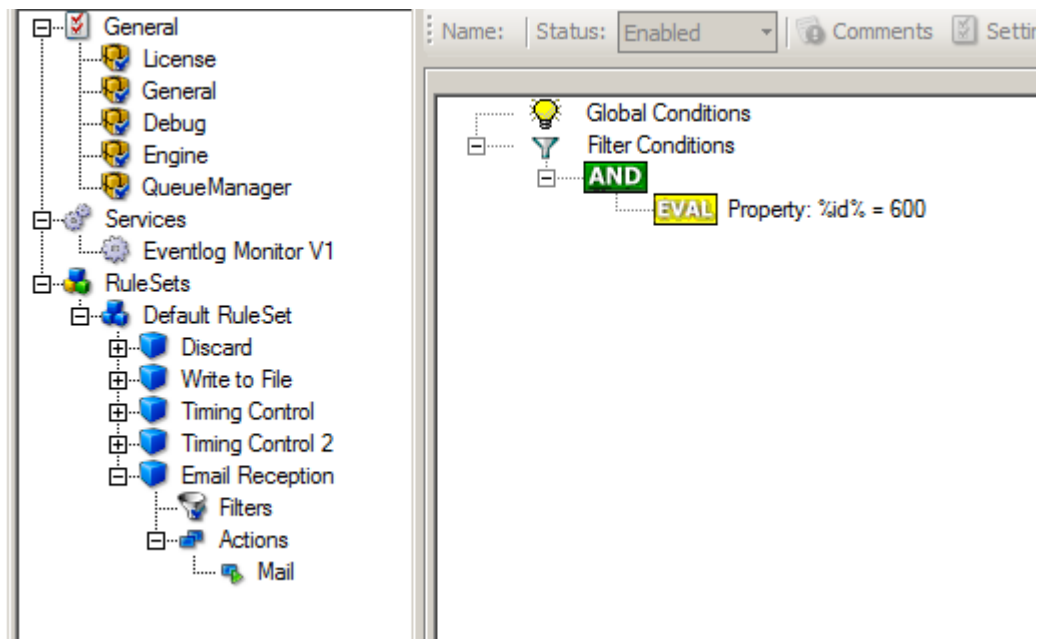 General
License
General
Debug
Engine
QueueManager
Services
Eventlog Monitor V1
RuleSets
Default RuleSet
Discard
Write to File
Timing Control
Timing Control 2
Email Reception
Filters
Actions
Mail
Name: Status: Enabled Comments Settin
Global Conditions
Filter Conditions
AND
EVAL Property: %id% = 600